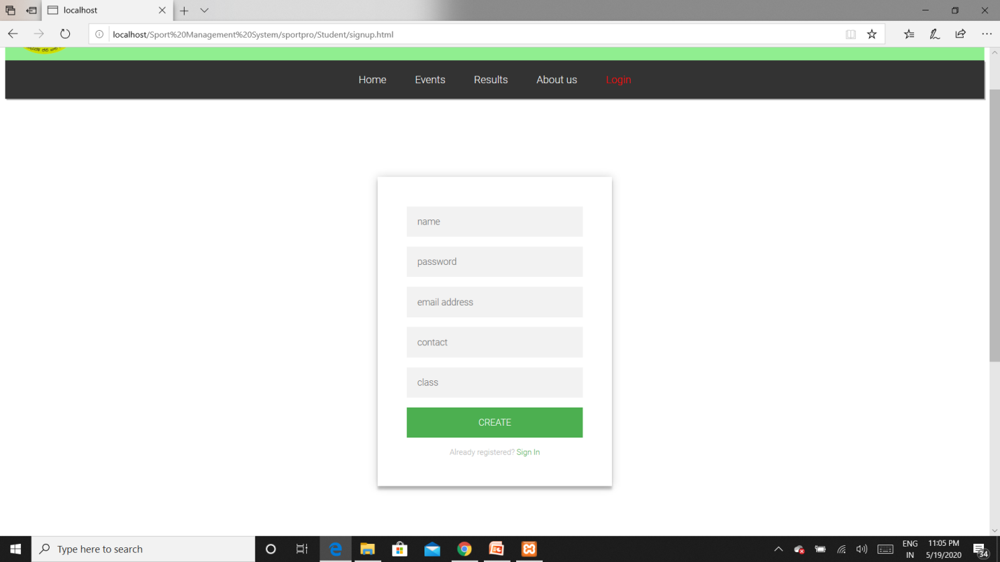 localhost
localhost/Sport%20Management%20System/sportpro/Student/signup.html
Home Events Results About us Login
name
password
email address
contact
class
CREATE
Already registered? Sign In
Type here to search
ENG 11:05 PM
IN 5/19/2020 34